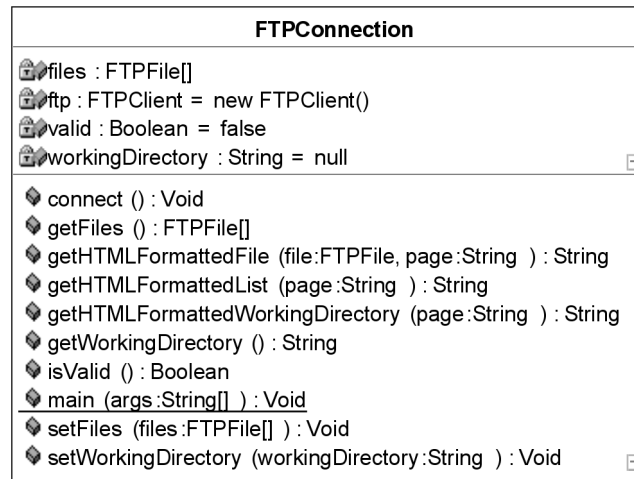 FTPConnection
files : FTPFile[]
ftp : FTPClient = new FTPClient()
valid : Boolean = false
workingDirectory : String = null
connect () : Void
getFiles () : FTPFile[]
getHTMLFormattedFile (file:FTPFile, page:String ) : String
getHTMLFormattedList (page:String ) : String
getHTMLFormattedWorkingDirectory (page:String ) : String
getWorkingDirectory () : String
isValid () : Boolean
main (args:String[] ) : Void
setFiles (files:FTPFile[] ) : Void
setWorkingDirectory (workingDirectory:String ) : Void